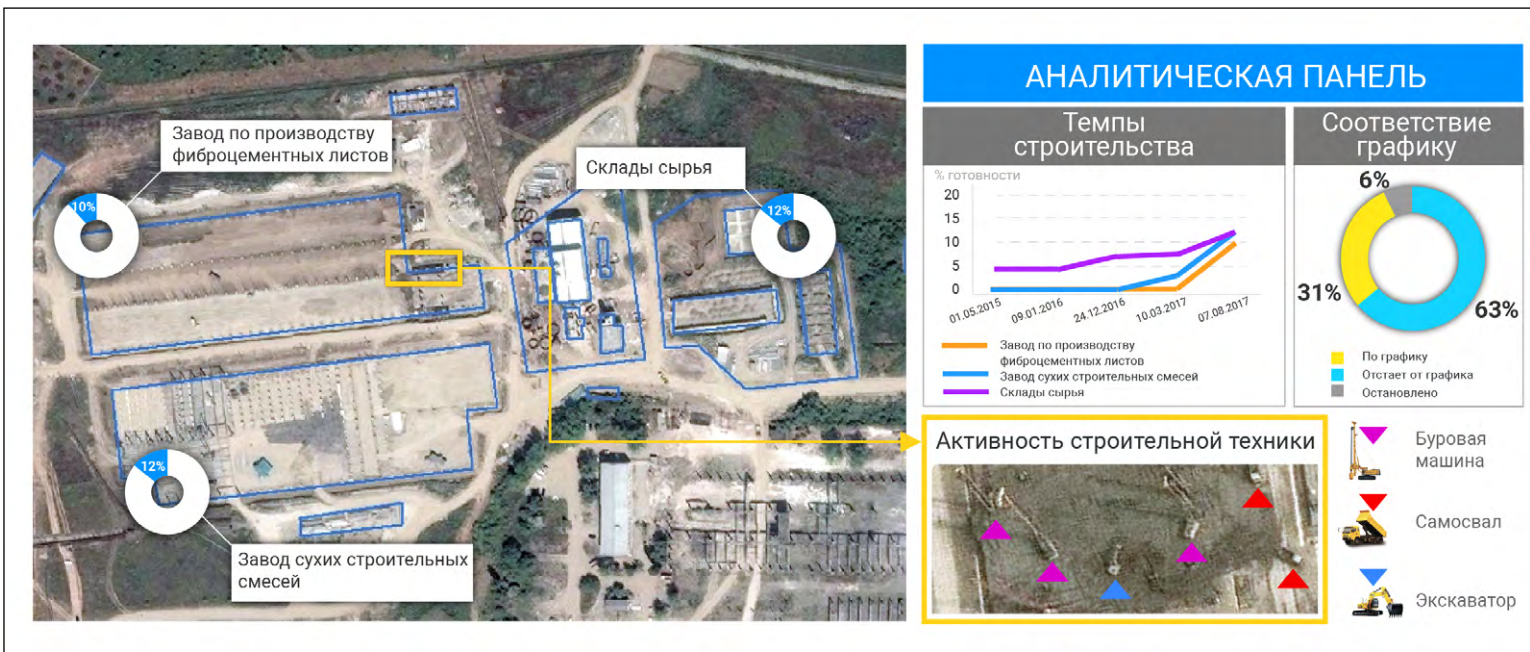 Завод по производству
фиброцементных листов
10%
Склады сырья
12%
12%
Завод сухих строительных
смесей
АНАЛИТИЧЕСКАЯ ПАНЕЛЬ
Темпы
строительства
% готовности
20
15
10
5
0
01.05.2015
09.01.2016
24.12.2016
10.03.2017
07.08.2017
Завод по производству
фиброцементных листов
Завод сухих строительных смесей
Склады сырья
Соответствие
графику
6%
31%
63%
По графику
Отстает от графика
Остановлено
Активность строительной техники
Буровая
машина
Самосвал
Экскаватор